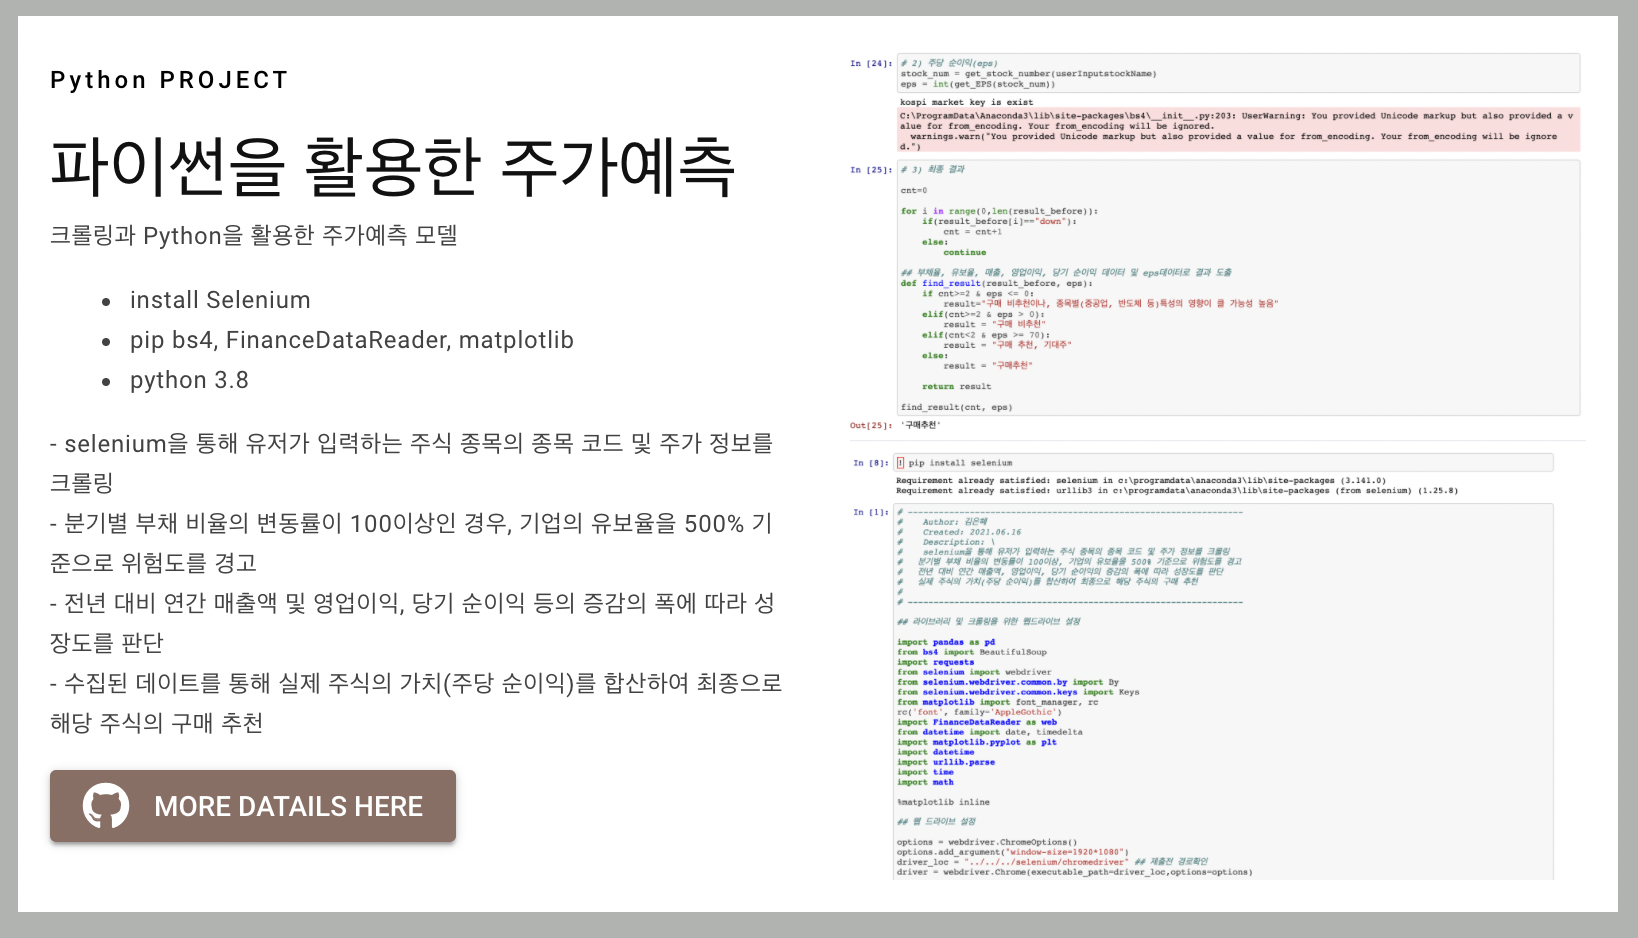 Python PROJECT
파이썬을 활용한 주가예측
크롤링과 Python을 활용한 주가예측 모델
install Selenium
pip bs4, FinanceDataReader, matplotlib
python 3.8
- selenium을 통해 유저가 입력하는 주식 종목의 종목 코드 및 주가 정보를
크롤링
- 분기별 부채 비율의 변동률이 100이상인 경우, 기업의 유보율을 500% 기
준으로 위험도를 경고
- 전년 대비 연간 매출액 및 영업이익, 당기 순이익 등의 증감의 폭에 따라 성
장도를 판단
- 수집된 데이트를 통해 실제 주식의 가치(주당 순이익)를 합산하여 최종으로
해당 주식의 구매 추천
MORE DATAILS HERE
In [24]: # 2) 주당 순이익(eps)
stock_num = get_stock_number(userInputstockName)
eps = int(get_EPS(stock_num))
kospi market key is exist
C:\ProgramData\Anaconda3\lib\site-packages\bs4\__init__.py:203: UserWarning: You provided Unicode markup but also provided a v
alue for from_encoding. Your from_encoding will be ignored.
warnings.warn("You provided Unicode markup but also provided a value for from_encoding. Your from_encoding will be ignore
d.")
In [25]: # 3) 최종 결과
cnt=0
for i in range(0,len(result_before)):
if(result_before[i]=="down"):
cnt = cnt+1
else:
continue
## 부채율, 유보율, 매출, 영업이익, 당기 순이익 데이터 및 eps데이터로 결과 도출
def find_result(result_before, eps):
if cnt>=2 & eps <= 0:
result="구매 비추천이나, 종목별(중공업, 반도체 등)특성의 영향이 클 가능성 높음"
elif(cnt>=2 & eps > 0):
result = "구매 비추천"
elif(cnt<2 & eps >= 70):
result = "구매 추천, 기대주"
else:
result = "구매추천"
return result
find_result(cnt, eps)
Out[25]: '구매추천'
In [8]: ! pip install selenium
Requirement already satisfied: selenium in c:\programdata\anaconda3\lib\site-packages (3.141.0)
Requirement already satisfied: urllib3 in c:\programdata\anaconda3\lib\site-packages (from selenium) (1.25.8)
In [1]: # ----------------------------------------------------------------
# Author: 김은혜
# Created: 2021.06.16
# Description: \
# selenium을 통해 유저가 입력하는 주식 종목의 종목 코드 및 주가 정보를 크롤링
# 분기별 부채 비율의 변동률이 100이상, 기업의 유보율을 500% 기준으로 위험도를 경고
# 전년 대비 연간 매출액, 영업이익, 당기 순이익의 증감의 폭에 따라 성장도를 판단
# 실제 주식의 가치(주당 순이익)를 합산하여 최종으로 해당 주식의 구매 추천
#
# ----------------------------------------------------------------
## 라이브러리 및 크롤링을 위한 웹드라이브 설정
import pandas as pd
from bs4 import BeautifulSoup
import requests
from selenium import webdriver
from selenium.webdriver.common.by import By
from selenium.webdriver.common.keys import Keys
from matplotlib import font_manager, rc
rc('font', family='AppleGothic')
import FinanceDataReader as web
from datetime import date, timedelta
import matplotlib.pyplot as plt
import datetime
import urllib.parse
import time
import math
%matplotlib inline
## 웹 드라이브 설정
options = webdriver.ChromeOptions()
options.add_argument("window-size=1920*1080")
driver_loc = "../../../selenium/chromedriver" ## 제출전 경로확인
driver = webdriver.Chrome(executable_path=driver_loc,options=options)